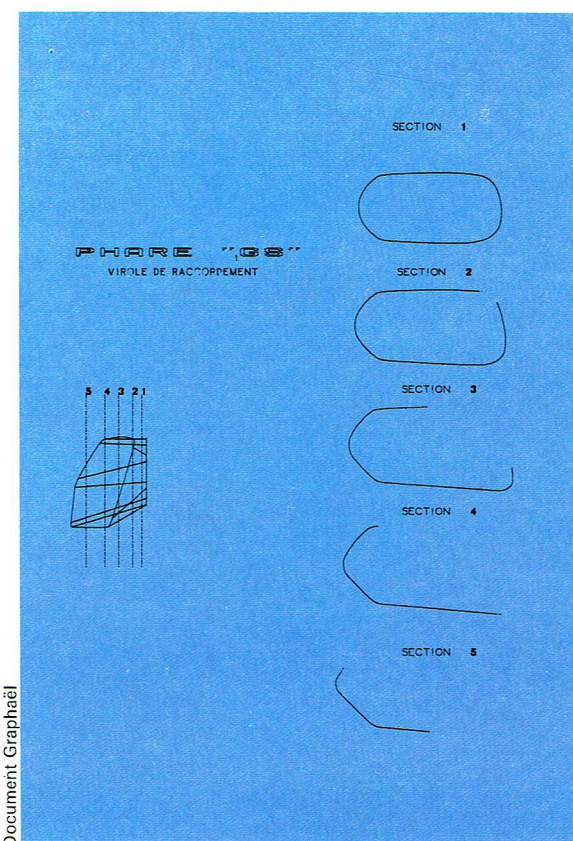 SECTION 1
PHARE "GS"
VIROLE DE RACCORDEMENT
SECTION 2
5 4 3 2 1
SECTION 3
SECTION 4
SECTION 5
Document Graphaël